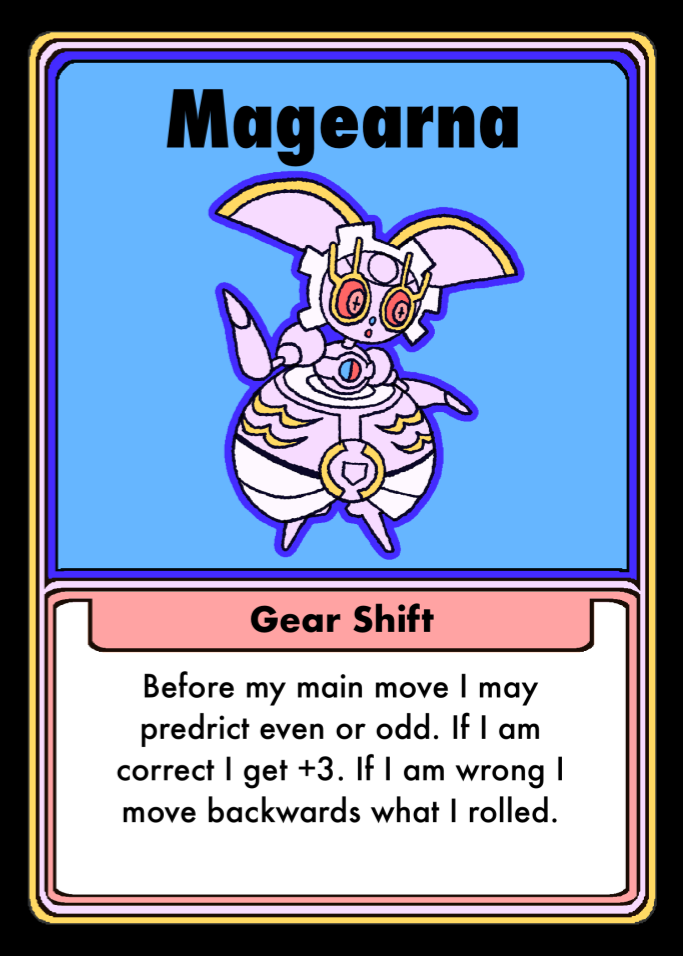 Magearna
Gear Shift
Before my main move I may
predrict even or odd. If I am
correct I get +3. If I am wrong I
move backwards what I rolled.